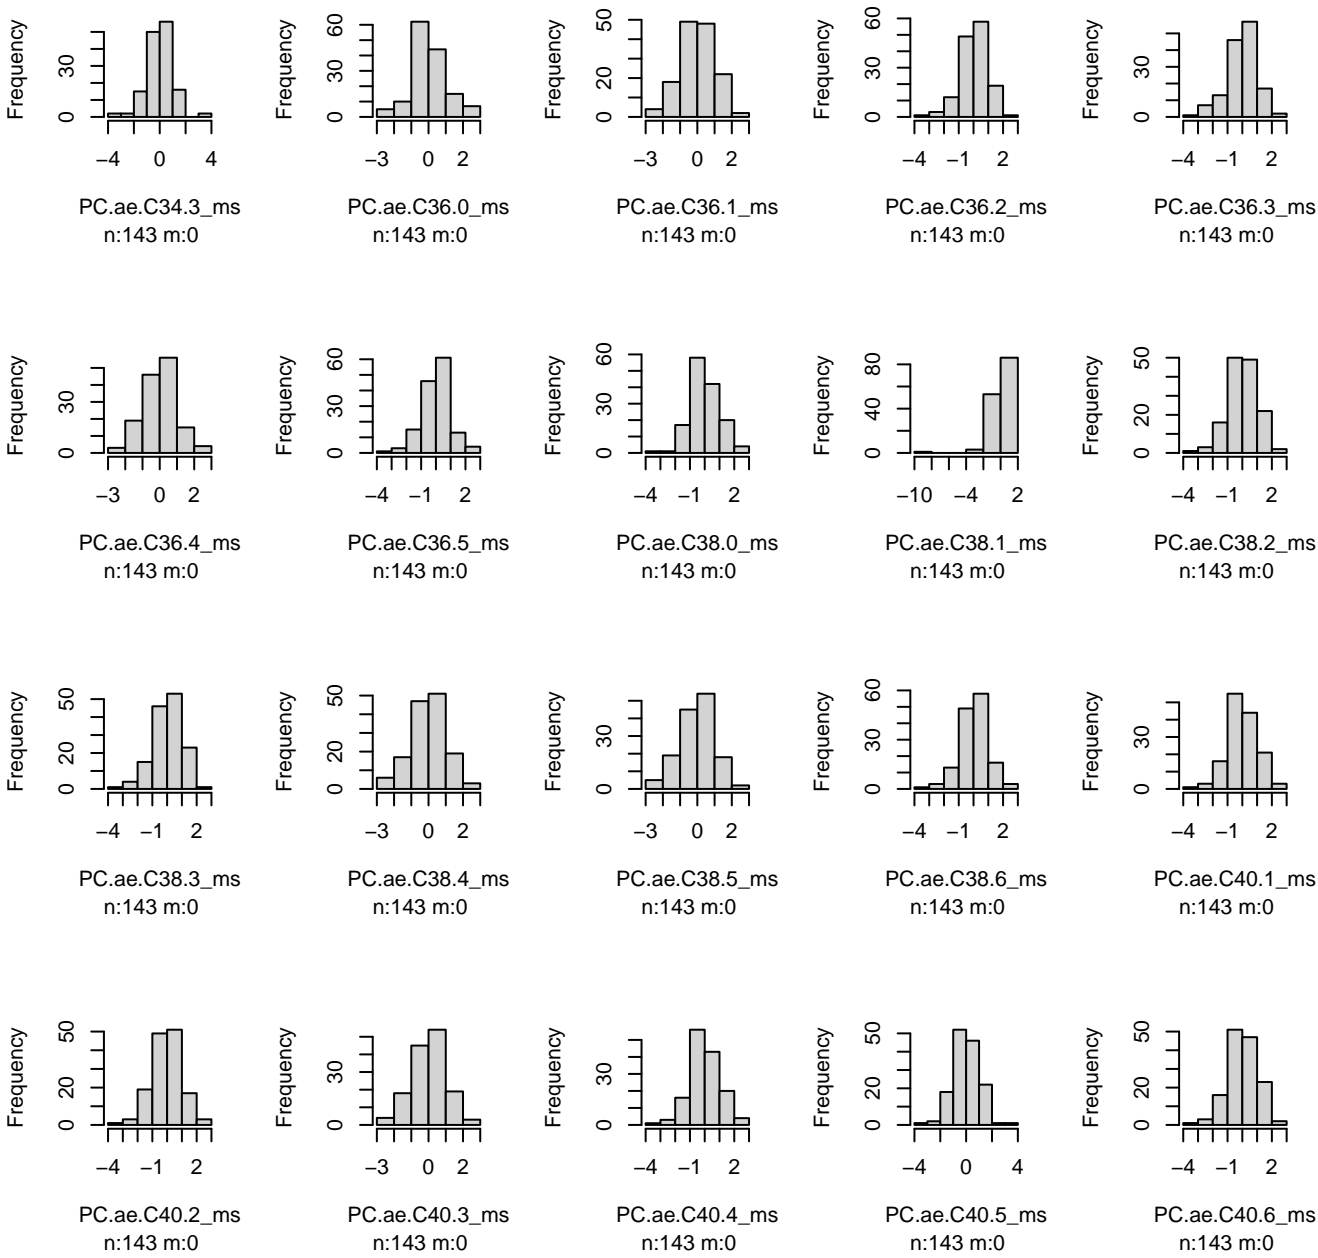 Frequency
0 30
−4 0 4
PC.ae.C34.3_ms
n:143 m:0
Frequency
0 30 60
−3 0 2
PC.ae.C36.0_ms
n:143 m:0
Frequency
0 20 50
−3 0 2
PC.ae.C36.1_ms
n:143 m:0
Frequency
0 30 60
−4 −1 2
PC.ae.C36.2_ms
n:143 m:0
Frequency
0 30
−4 −1 2
PC.ae.C36.3_ms
n:143 m:0
Frequency
0 30
−3 0 2
PC.ae.C36.4_ms
n:143 m:0
Frequency
0 30 60
−4 −1 2
PC.ae.C36.5_ms
n:143 m:0
Frequency
0 30 60
−4 −1 2
PC.ae.C38.0_ms
n:143 m:0
Frequency
0 40 80
−10 −4 2
PC.ae.C38.1_ms
n:143 m:0
Frequency
0 20 50
−4 −1 2
PC.ae.C38.2_ms
n:143 m:0
Frequency
0 20 50
−4 −1 2
PC.ae.C38.3_ms
n:143 m:0
Frequency
0 20 50
−3 0 2
PC.ae.C38.4_ms
n:143 m:0
Frequency
0 30
−3 0 2
PC.ae.C38.5_ms
n:143 m:0
Frequency
0 30 60
−4 −1 2
PC.ae.C38.6_ms
n:143 m:0
Frequency
0 30
−4 −1 2
PC.ae.C40.1_ms
n:143 m:0
Frequency
0 20 50
−4 −1 2
PC.ae.C40.2_ms
n:143 m:0
Frequency
0 30
−3 0 2
PC.ae.C40.3_ms
n:143 m:0
Frequency
0 30
−4 −1 2
PC.ae.C40.4_ms
n:143 m:0
Frequency
0 20 50
−4 0 4
PC.ae.C40.5_ms
n:143 m:0
Frequency
0 20 50
−4 −1 2
PC.ae.C40.6_ms
n:143 m:0